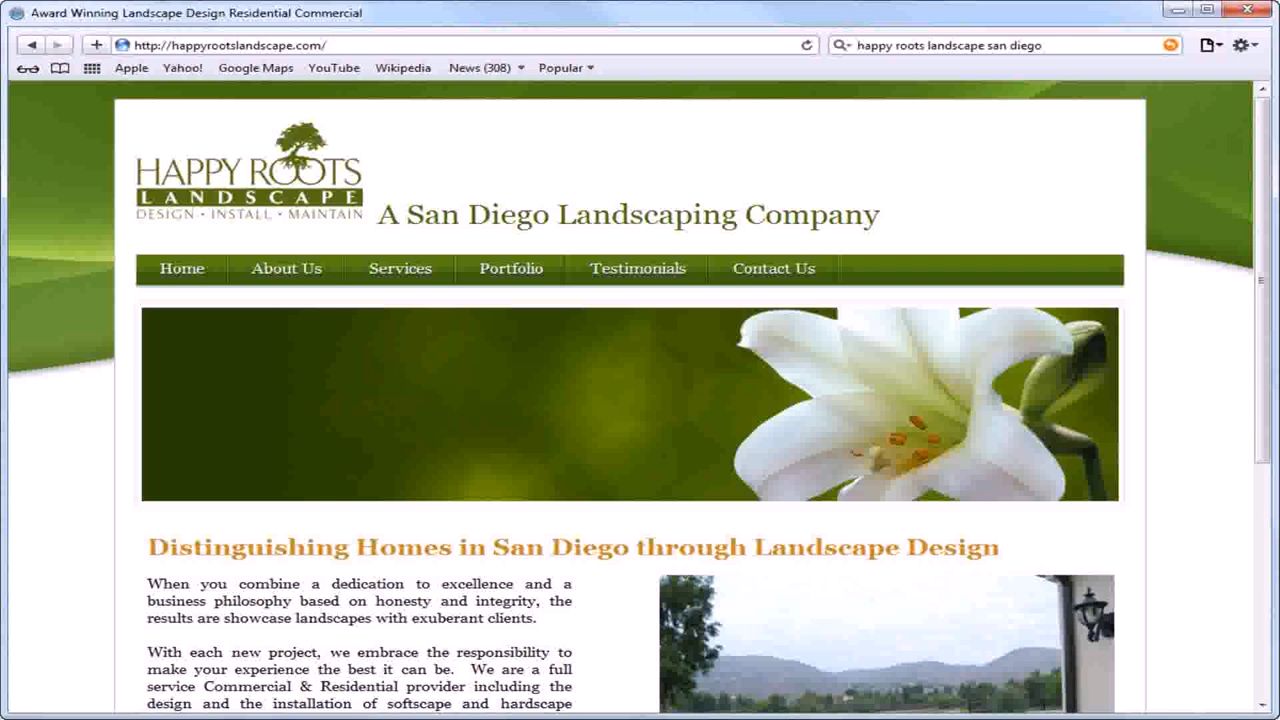 Award Winning Landscape Design Residential Commercial
http://happyrootslandscape.com/
happy roots landscape san diego
Apple Yahoo! Google Maps YouTube Wikipedia News (308) Popular
HAPPY ROOTS
LANDSCAPE
DESIGN · INSTALL · MAINTAIN
A San Diego Landscaping Company
Home About Us Services Portfolio Testimonials Contact Us
Distinguishing Homes in San Diego through Landscape Design
When you combine a dedication to excellence and a
business philosophy based on honesty and integrity, the
results are showcase landscapes with exuberant clients.
With each new project, we embrace the responsibility to
make your experience the best it can be. We are a full
service Commercial & Residential provider including the
design and the installation of softscape and hardscape